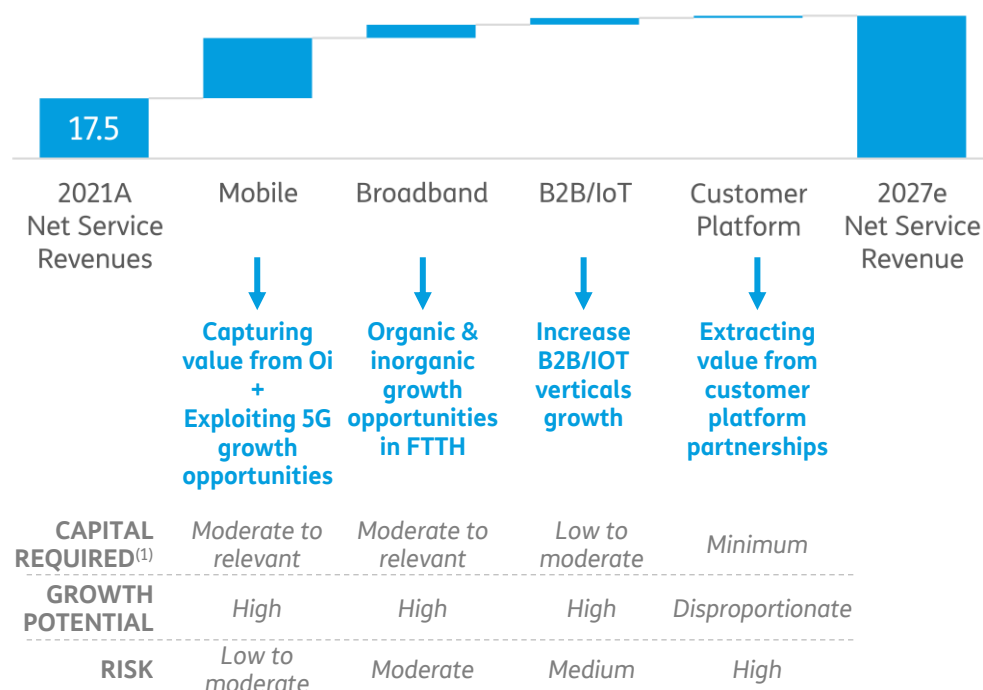 17.5
2021A
Net Service
Revenues
Mobile
Broadband
B2B/IoT
Customer
Platform
2027e
Net Service
Revenue
Capturing
value from Oi
+
Exploiting 5G
growth
opportunities
Organic &
inorganic
growth
opportunities
in FTTH
Increase
B2B/IOT
verticals
growth
Extracting
value from
customer
platform
partnerships
CAPITAL
REQUIRED(1)
Moderate to
relevant
Moderate to
relevant
Low to
moderate
Minimum
GROWTH
POTENTIAL
High
High
High
Disproportionate
RISK
Low to
moderate
Moderate
Medium
High